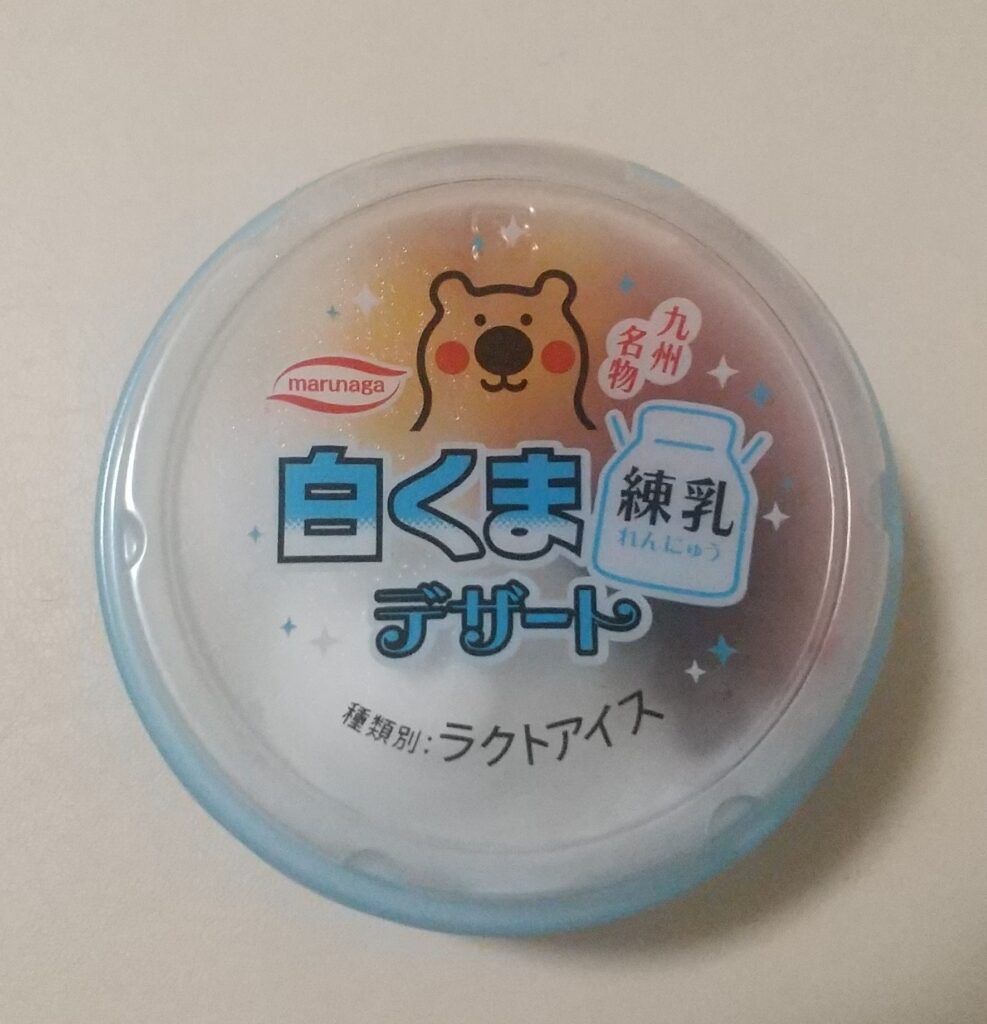 九州
名物
marunaga
白くま
練乳
れんにゅう
デザート
種類別:ラクトアイス